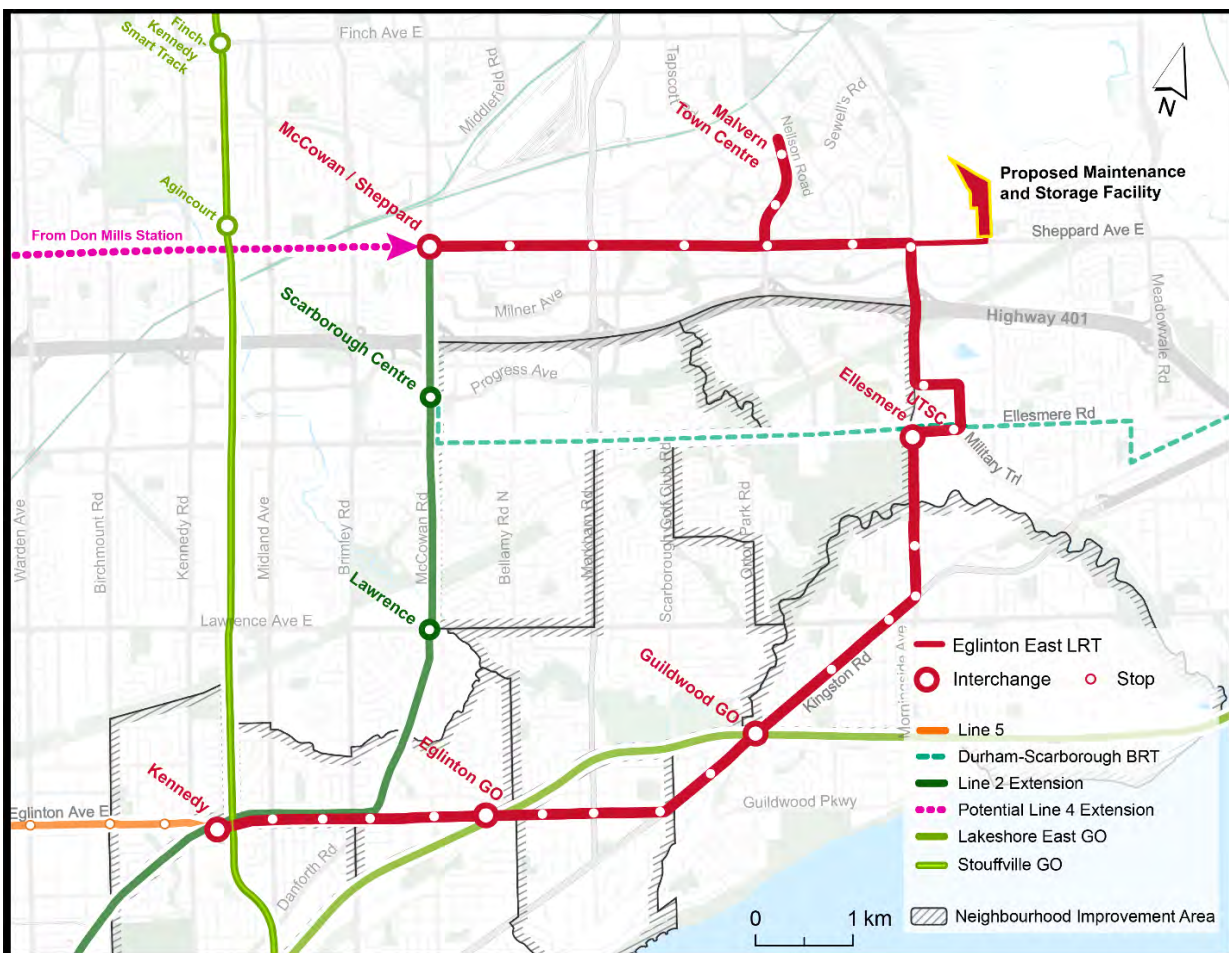 Finch-
Kennedy
Smart Track
Finch Ave E
Middlefield Rd
Tapscott
Malvern
Town Centre
Neilson Road
Sewell's Rd
N
McCowan / Sheppard
Agincourt
From Don Mills Station
Proposed Maintenance
and Storage Facility
Sheppard Ave E
Milner Ave
Highway 401
Meadowvale Rd
Scarborough Centre
Progress Ave
Ellesmere
UTSC
Ellesmere Rd
Military Trl
Warden Ave
Birchmount Rd
Kennedy Rd
Midland Ave
Brimley Rd
McCowan Rd
Bellamy Rd N
Markham Rd
Scarborough Golf Club Rd
Orton Park Rd
Lawrence
Lawrence Ave E
Guildwood GO
Kingston Rd
Morningside Ave
Kennedy
Eglinton GO
Eglinton Ave E
Guildwood Pkwy
Danforth Rd
0 1 km
Eglinton East LRT
Interchange
Stop
Line 5
Durham-Scarborough BRT
Line 2 Extension
Potential Line 4 Extension
Lakeshore East GO
Stouffville GO
Neighbourhood Improvement Area